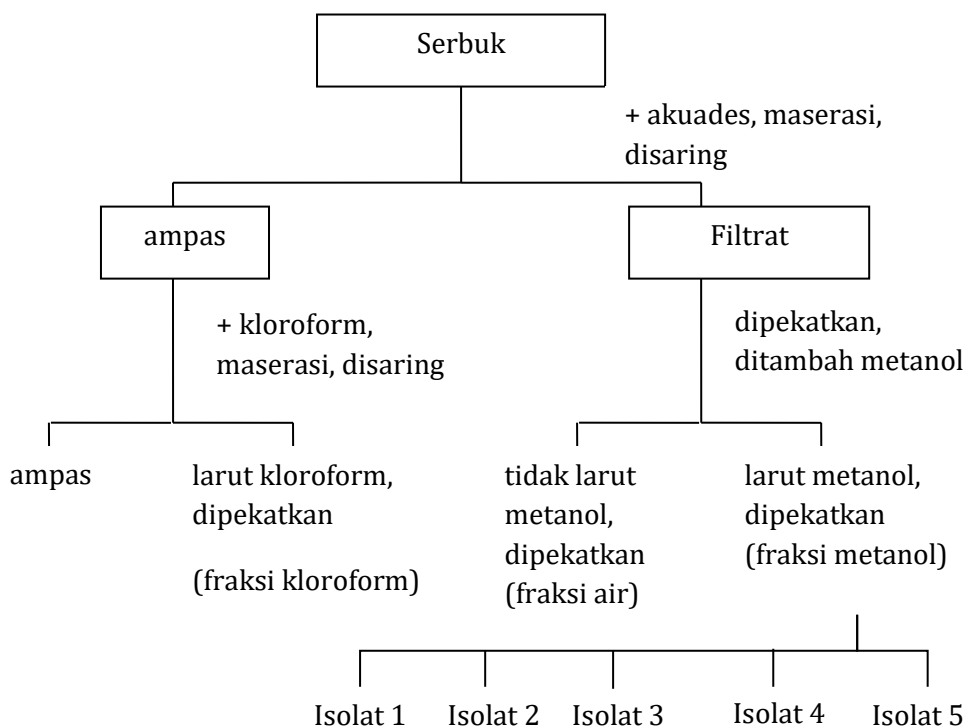 Serbuk
+ akuades, maserasi,
disaring
ampas
Filtrat
+ kloroform,
maserasi, disaring
dipekatkan,
ditambah metanol
ampas
larut kloroform,
dipekatkan
(fraksi kloroform)
tidak larut
metanol,
dipekatkan
(fraksi air)
larut metanol,
dipekatkan
(fraksi metanol)
Isolat 1
Isolat 2
Isolat 3
Isolat 4
Isolat 5